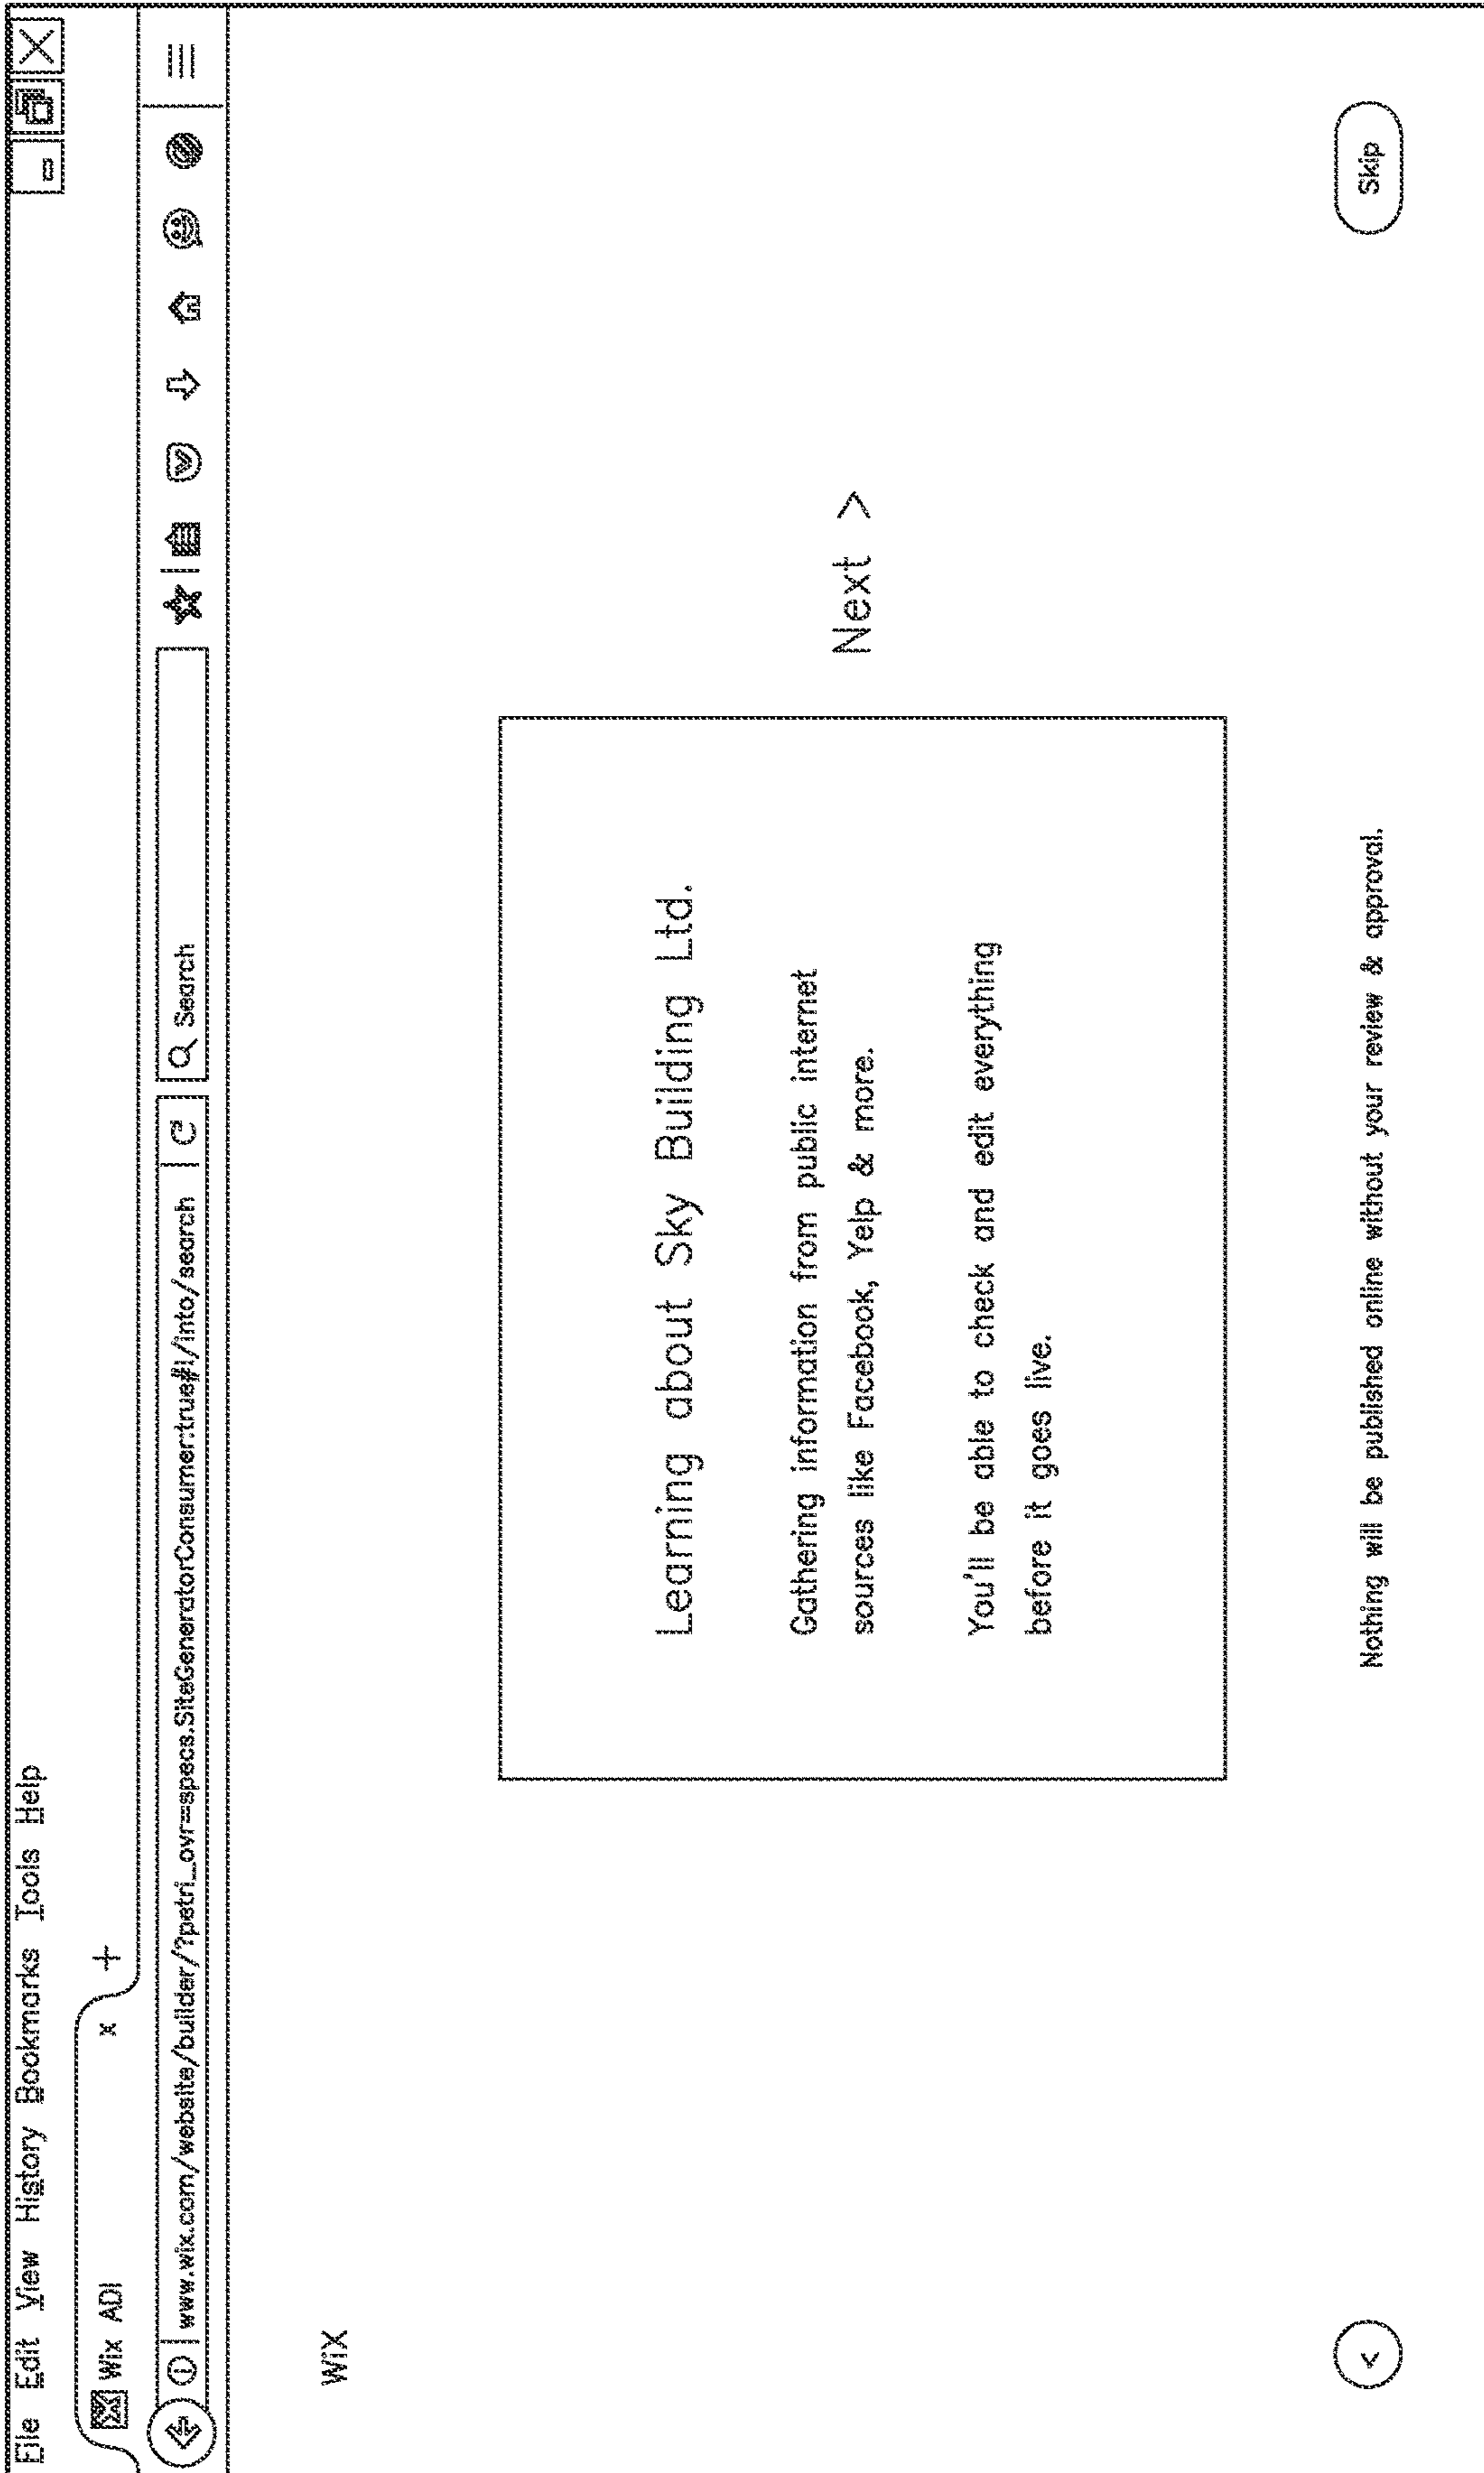 File Edit View History Bookmarks Tools Help
Wix ADI x +
www.wix.com/website/builder/?petri_ovr=specs.SiteGeneratorConsumer:true#!/into/search
Search
WiX
Learning about Sky Building Ltd.
Gathering information from public internet
sources like Facebook, Yelp & more.
You'll be able to check and edit everything
before it goes live.
Next >
<
Nothing will be published online without your review & approval.
Skip